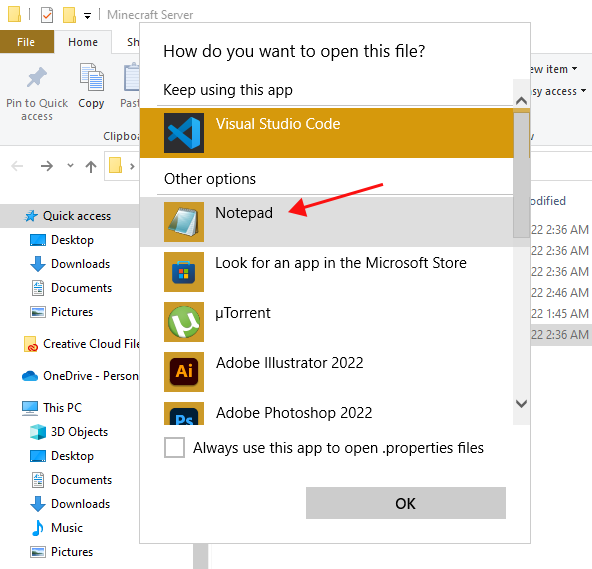 Minecraft Server
File
Home
Sh
Pin to Quick
access
Copy
Past
Clipboa
ew item
sy access
Quick access
Desktop
Downloads
Documents
Pictures
Creative Cloud File
OneDrive - Person
This PC
3D Objects
Desktop
Documents
Downloads
Music
Pictures
How do you want to open this file?
Keep using this app
Visual Studio Code
Other options
Notepad
Look for an app in the Microsoft Store
µTorrent
Adobe Illustrator 2022
Adobe Photoshop 2022
Always use this app to open .properties files
OK
odified
22 2:36 AM
22 2:36 AM
22 2:36 AM
22 2:46 AM
22 1:45 AM
22 2:36 AM